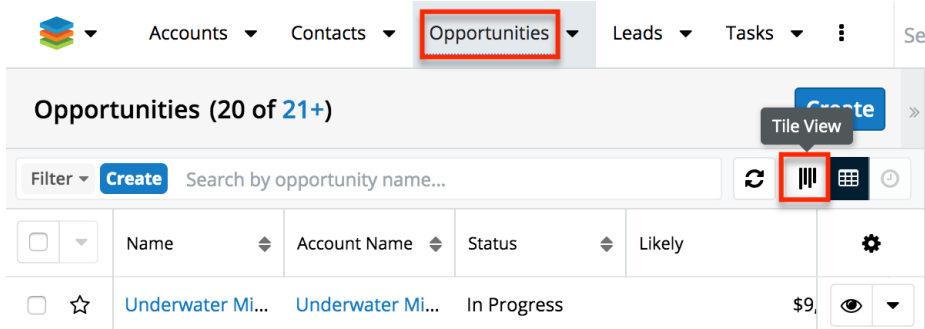 Accounts Contacts Opportunities Leads Tasks Se
Opportunities (20 of 21+) Create
Tile View
Filter Create Search by opportunity name...
Name Account Name Status Likely
Underwater Mi... Underwater Mi... In Progress $9,